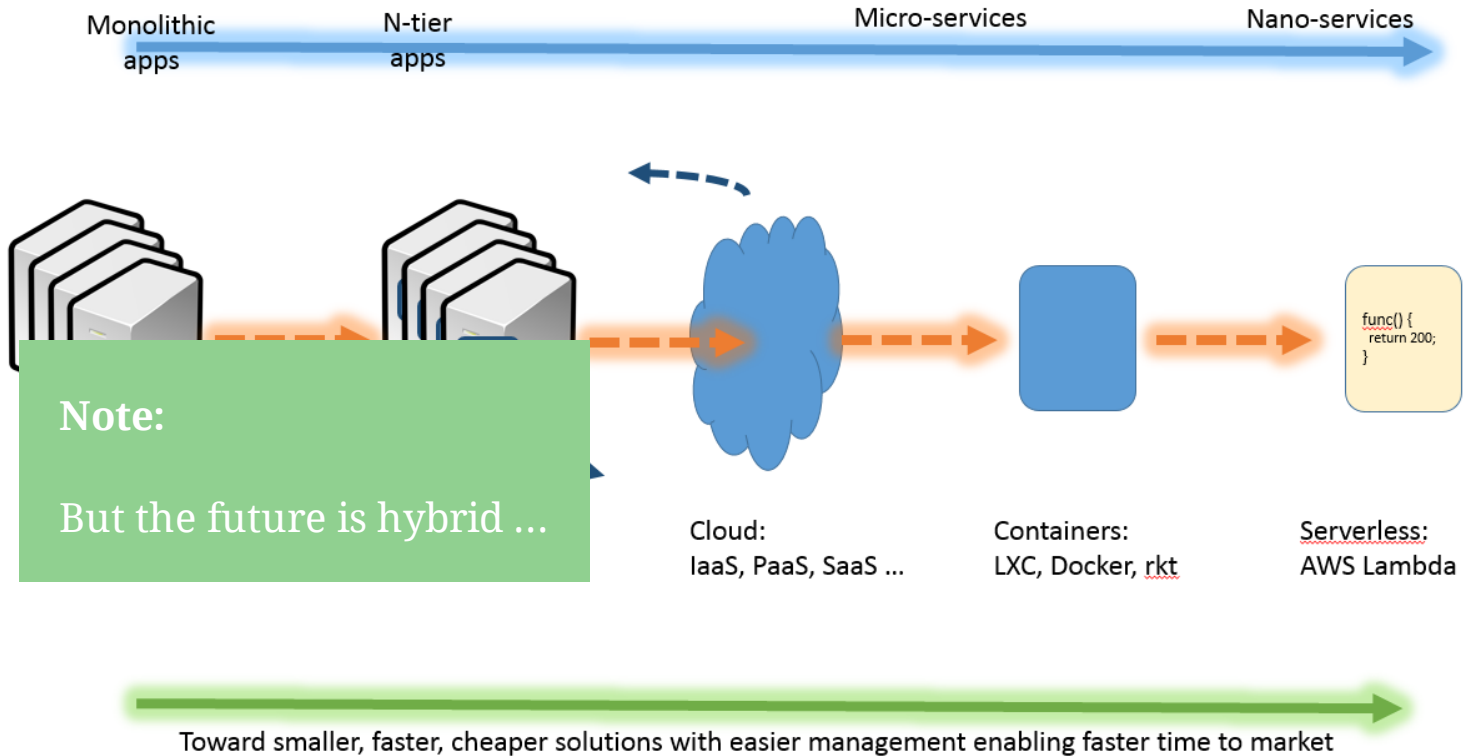 Monolithic
apps
N-tier
apps
Micro-services
Nano-services
func() {
return 200;
}
Note:
But the future is hybrid ...
Cloud:
IaaS, PaaS, SaaS ...
Containers:
LXC, Docker, rkt
Serverless:
AWS Lambda
Toward smaller, faster, cheaper solutions with easier management enabling faster time to market